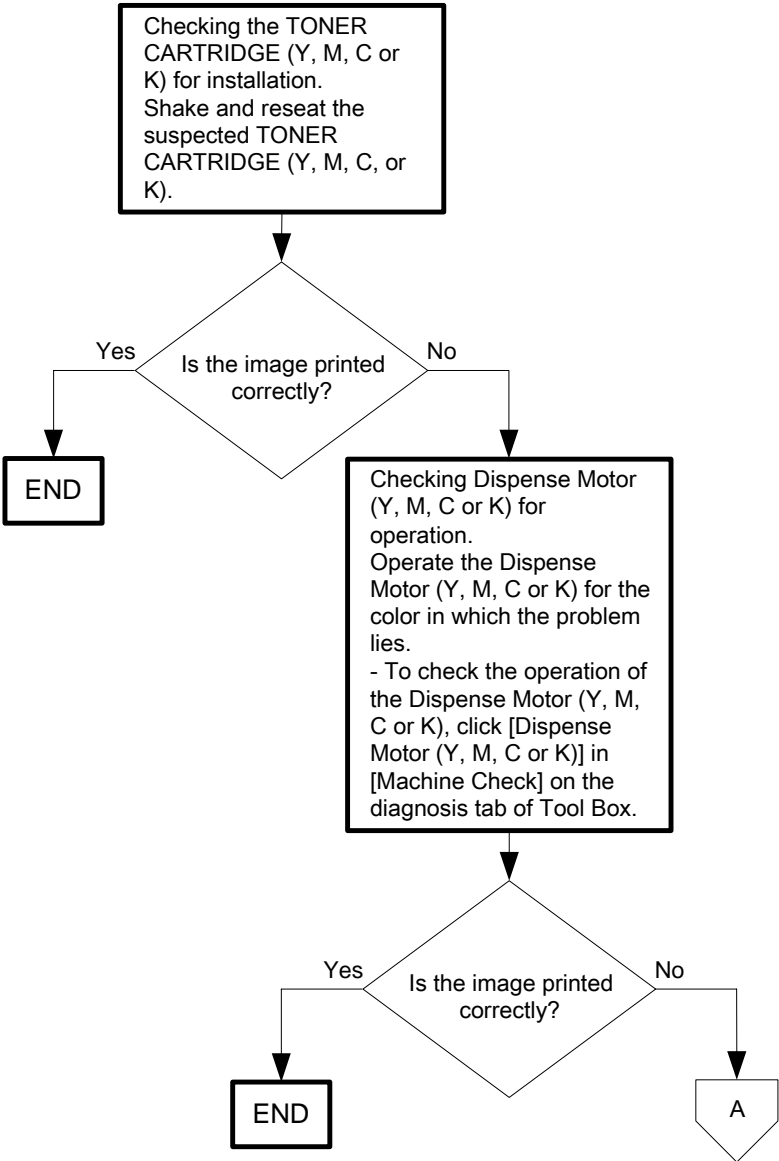 Checking the TONER
CARTRIDGE (Y, M, C or
K) for installation.
Shake and reseat the
suspected TONER
CARTRIDGE (Y, M, C, or
K).
Yes
Is the image printed
correctly?
No
END
Checking Dispense Motor
(Y, M, C or K) for
operation.
Operate the Dispense
Motor (Y, M, C or K) for the
color in which the problem
lies.
- To check the operation of
the Dispense Motor (Y, M,
C or K), click [Dispense
Motor (Y, M, C or K)] in
[Machine Check] on the
diagnosis tab of Tool Box.
Yes
Is the image printed
correctly?
No
END
A